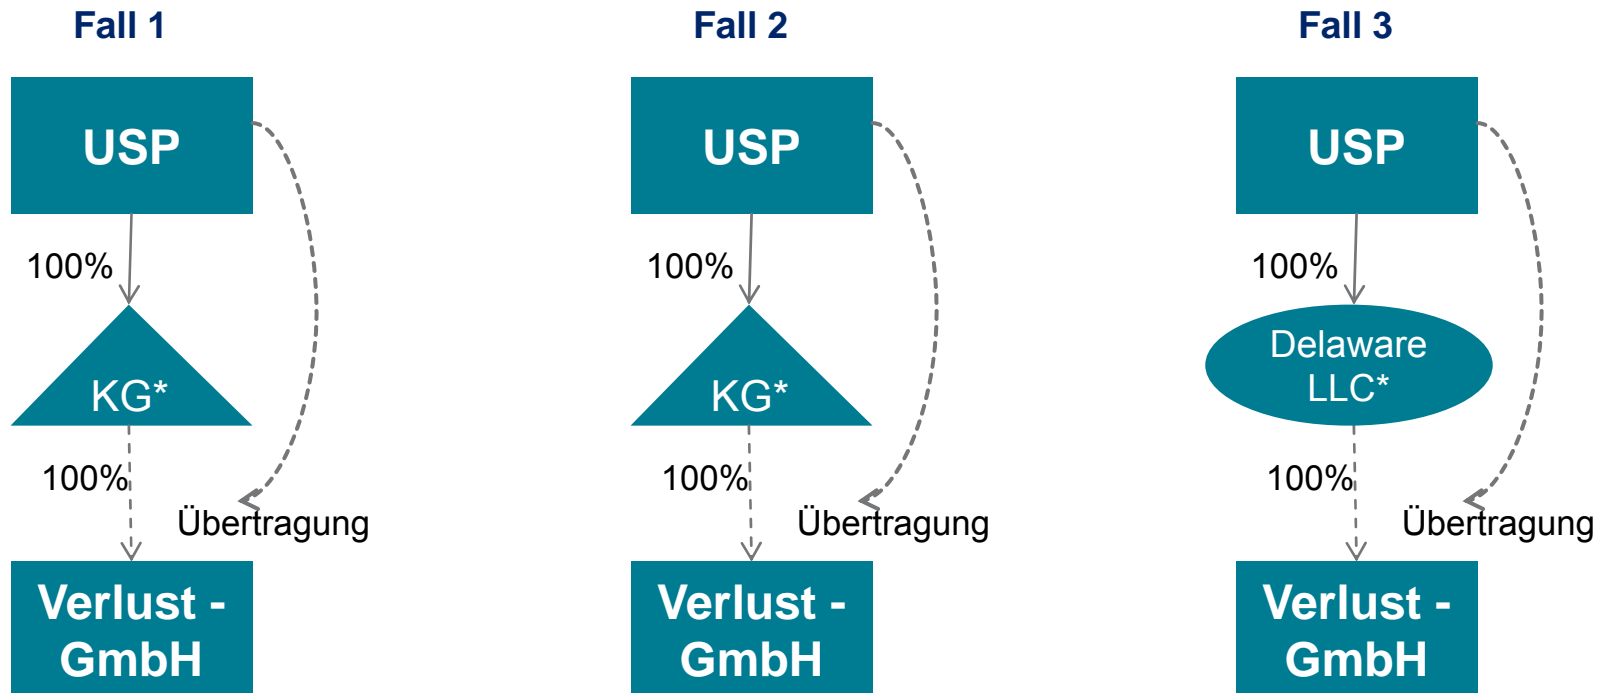 Fall 1
USP
100%
KG*
100%
Übertragung
Verlust -
GmbH
Fall 2
USP
100%
KG*
100%
Übertragung
Verlust -
GmbH
Fall 3
USP
100%
Delaware
LLC*
100%
Übertragung
Verlust -
GmbH